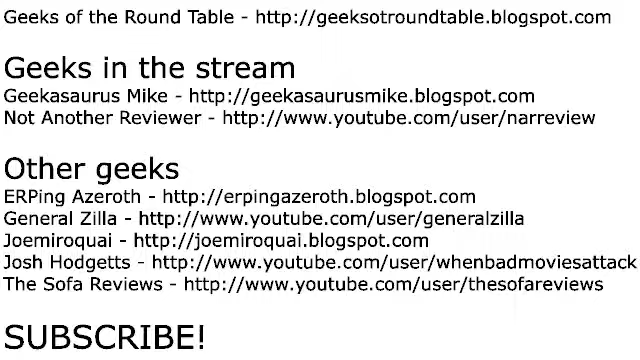 Geeks of the Round Table - http://geeksotroundtable.blogspot.com
Geeks in the stream
Geekasaurus Mike - http://geekasaurusmike.blogspot.com
Not Another Reviewer - http://www.youtube.com/user/narreview
Other geeks
ERPing Azeroth - http://erpingazeroth.blogspot.com
General Zilla - http://www.youtube.com/user/generalzilla
Joemiroquai - http://joemiroquai.blogspot.com
Josh Hodgetts - http://www.youtube.com/user/whenbadmoviesattack
The Sofa Reviews - http://www.youtube.com/user/thesofareviews
SUBSCRIBE!